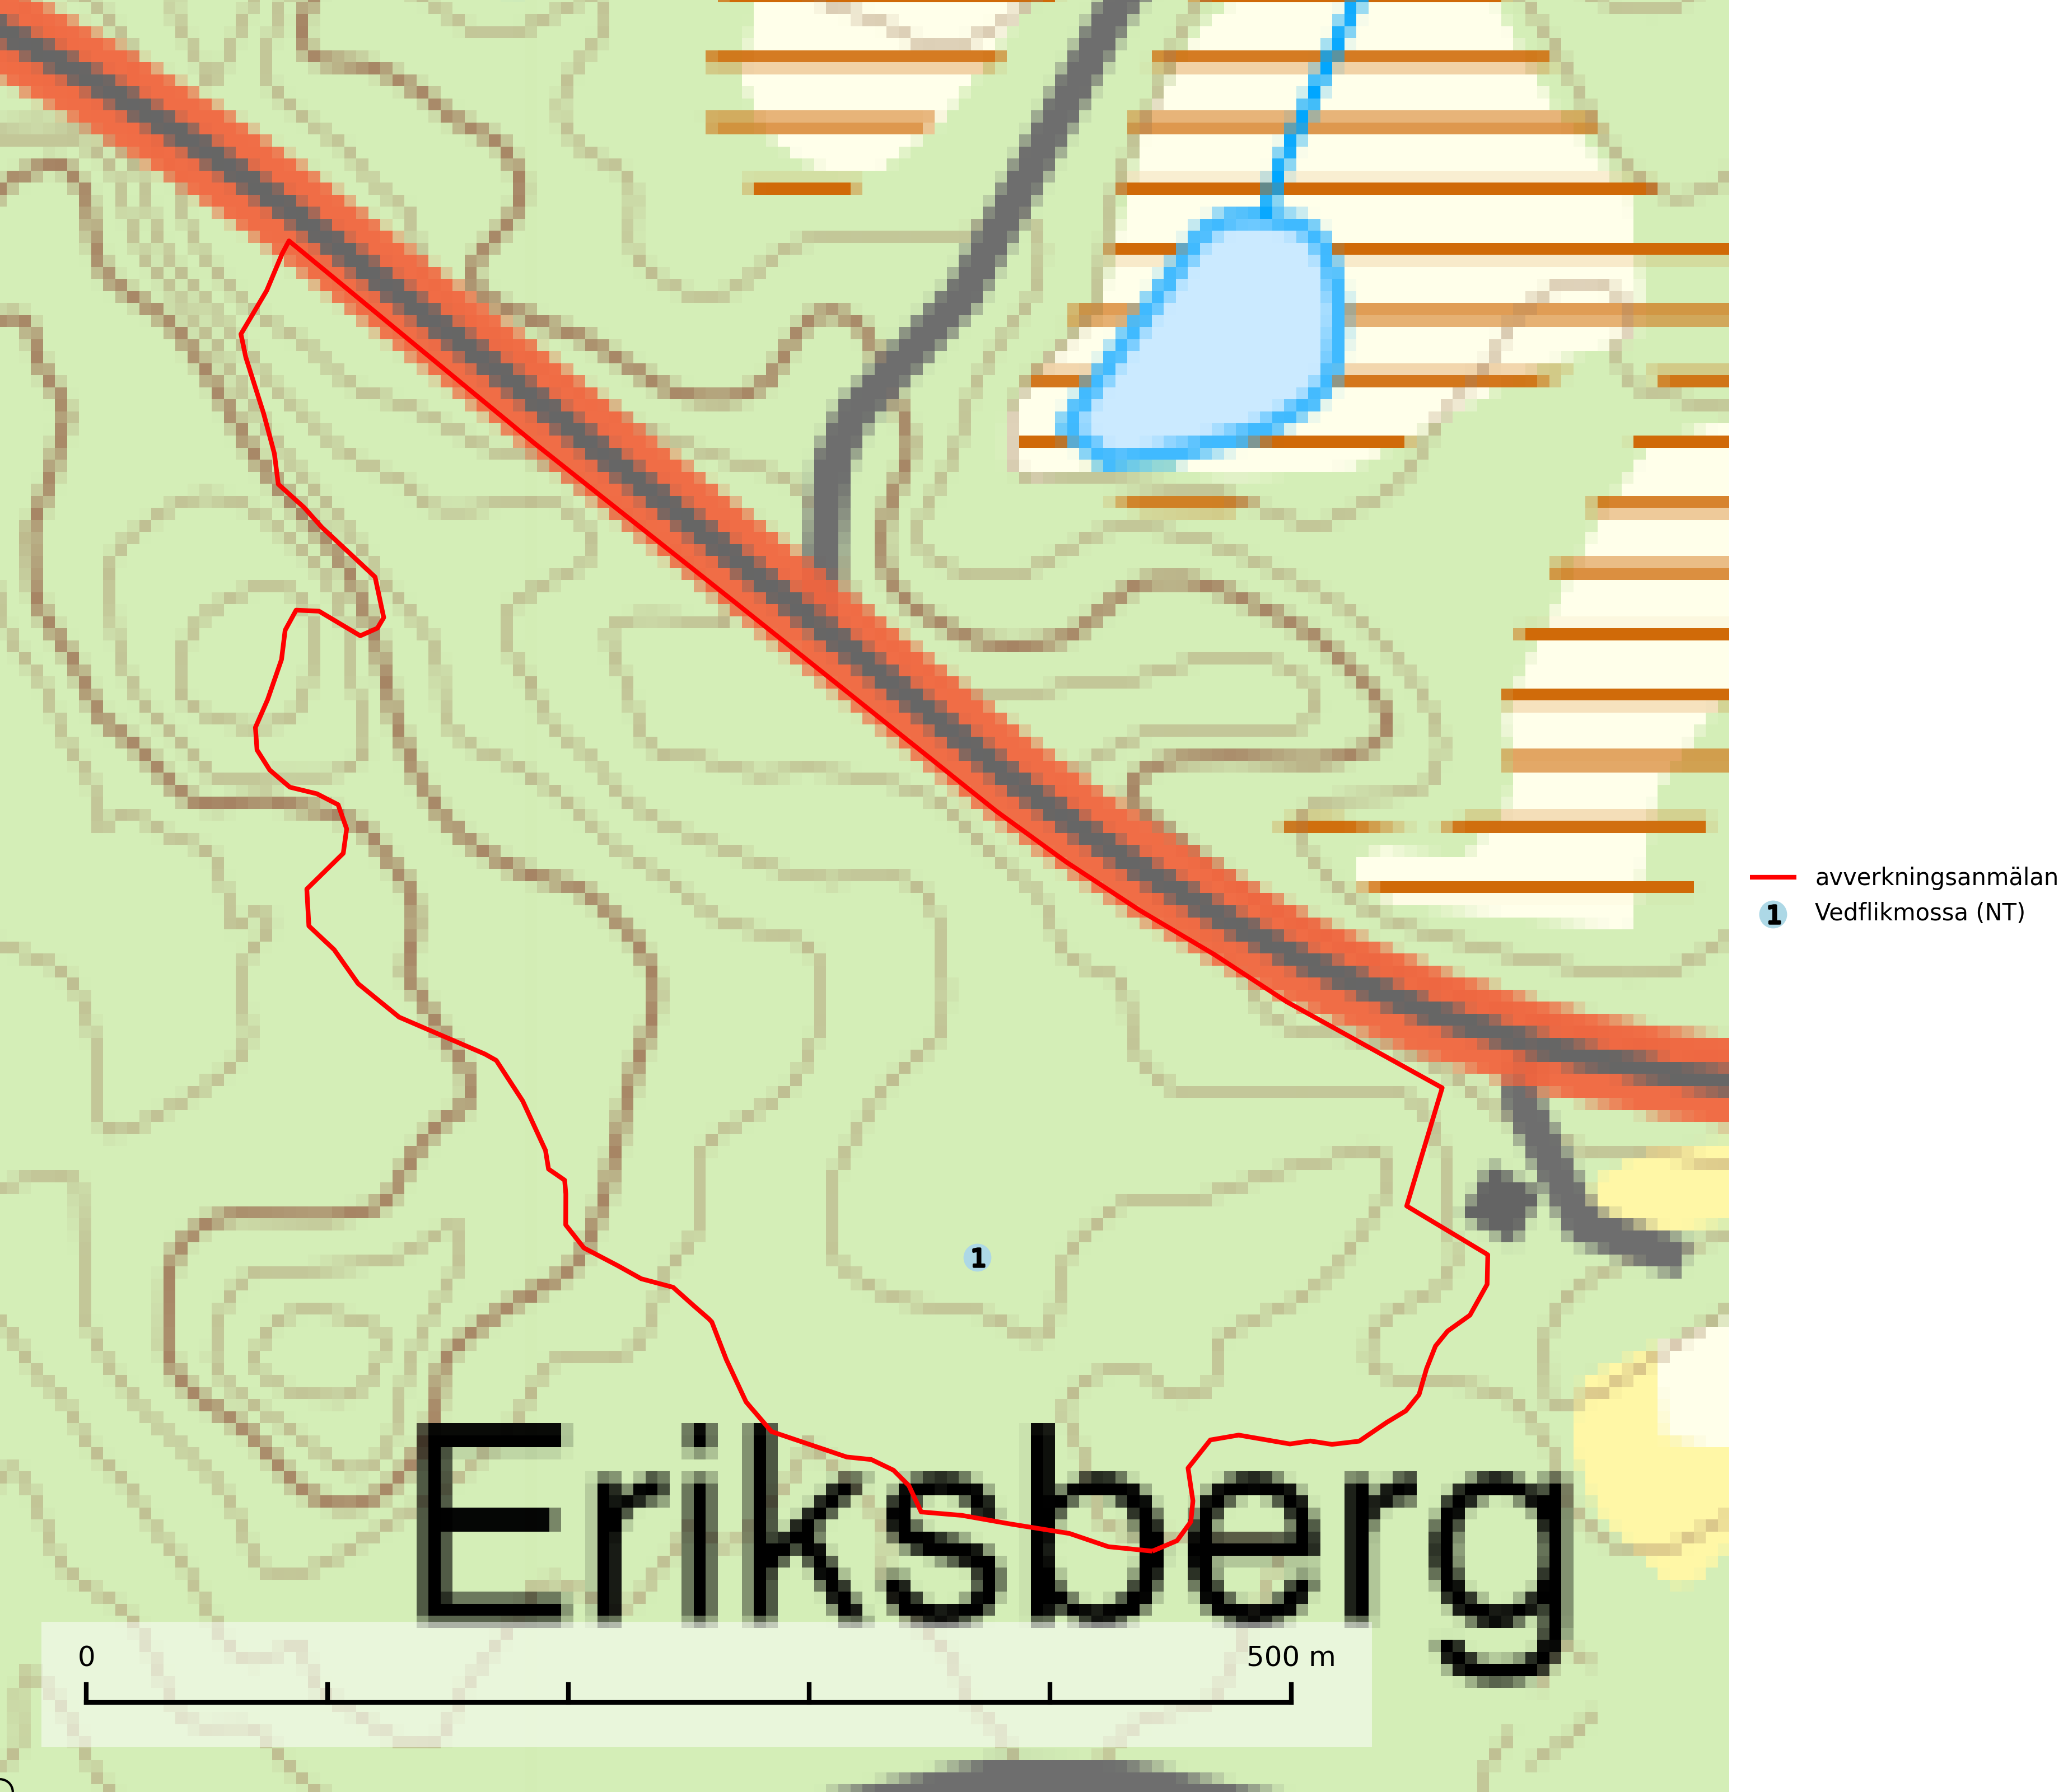 avverkningsanmälan
1 Vedflikmossa (NT)
1
Eriksberg
0 500 m